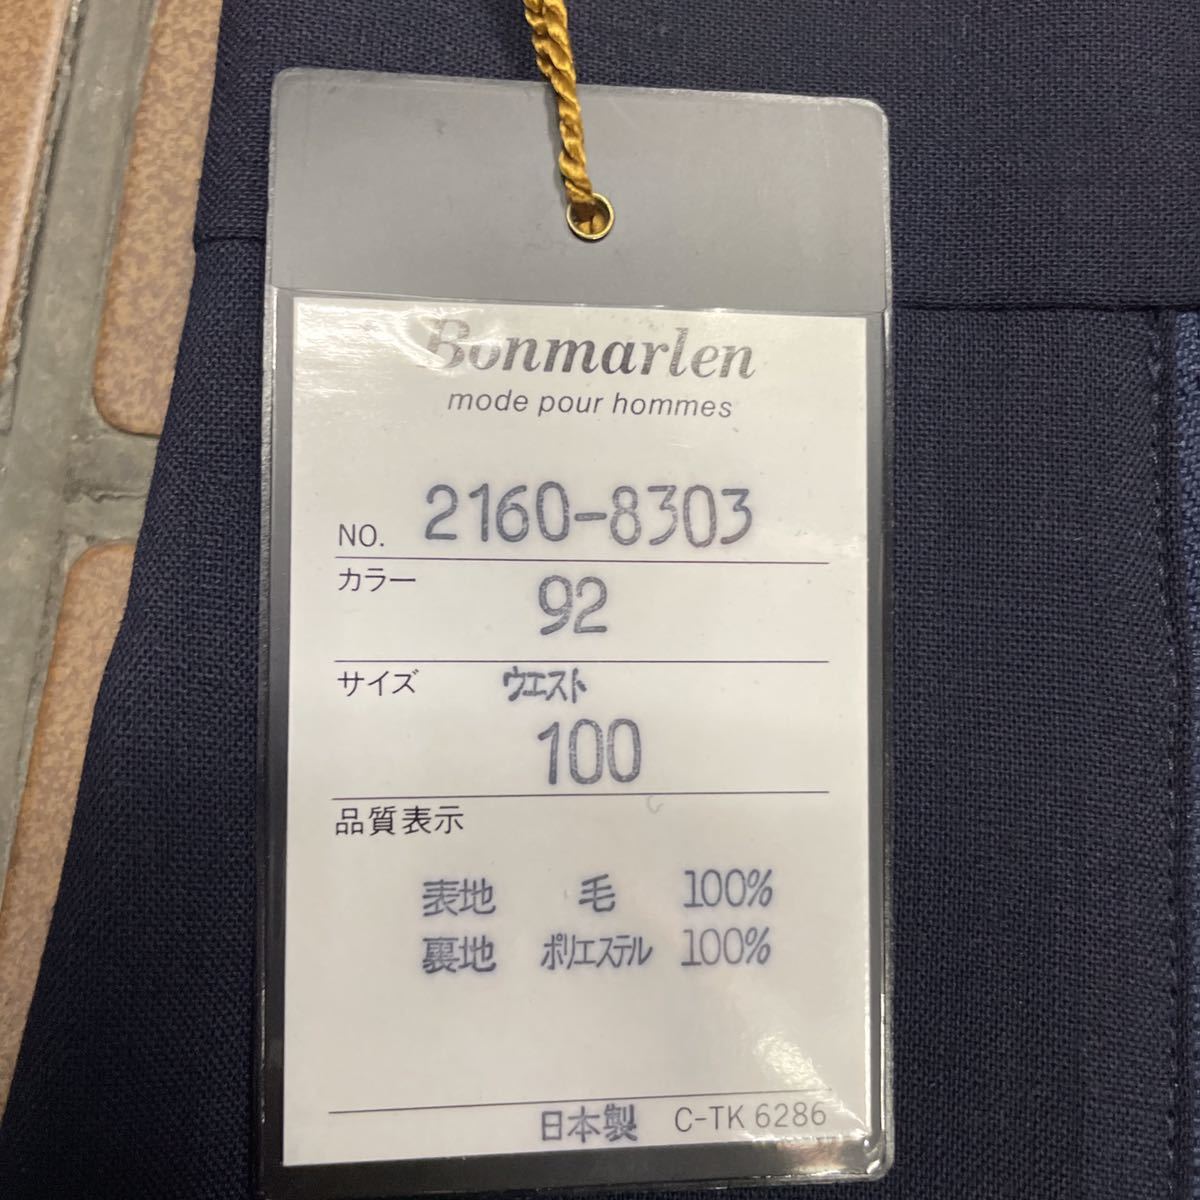 Bonmarlen
mode pour hommes
NO. 2160-8303
カラー 92
サイズ ウエスト
100
品質表示
表地 毛 100%
裏地 ポリエステル 100%
日本製 C-TK 6286